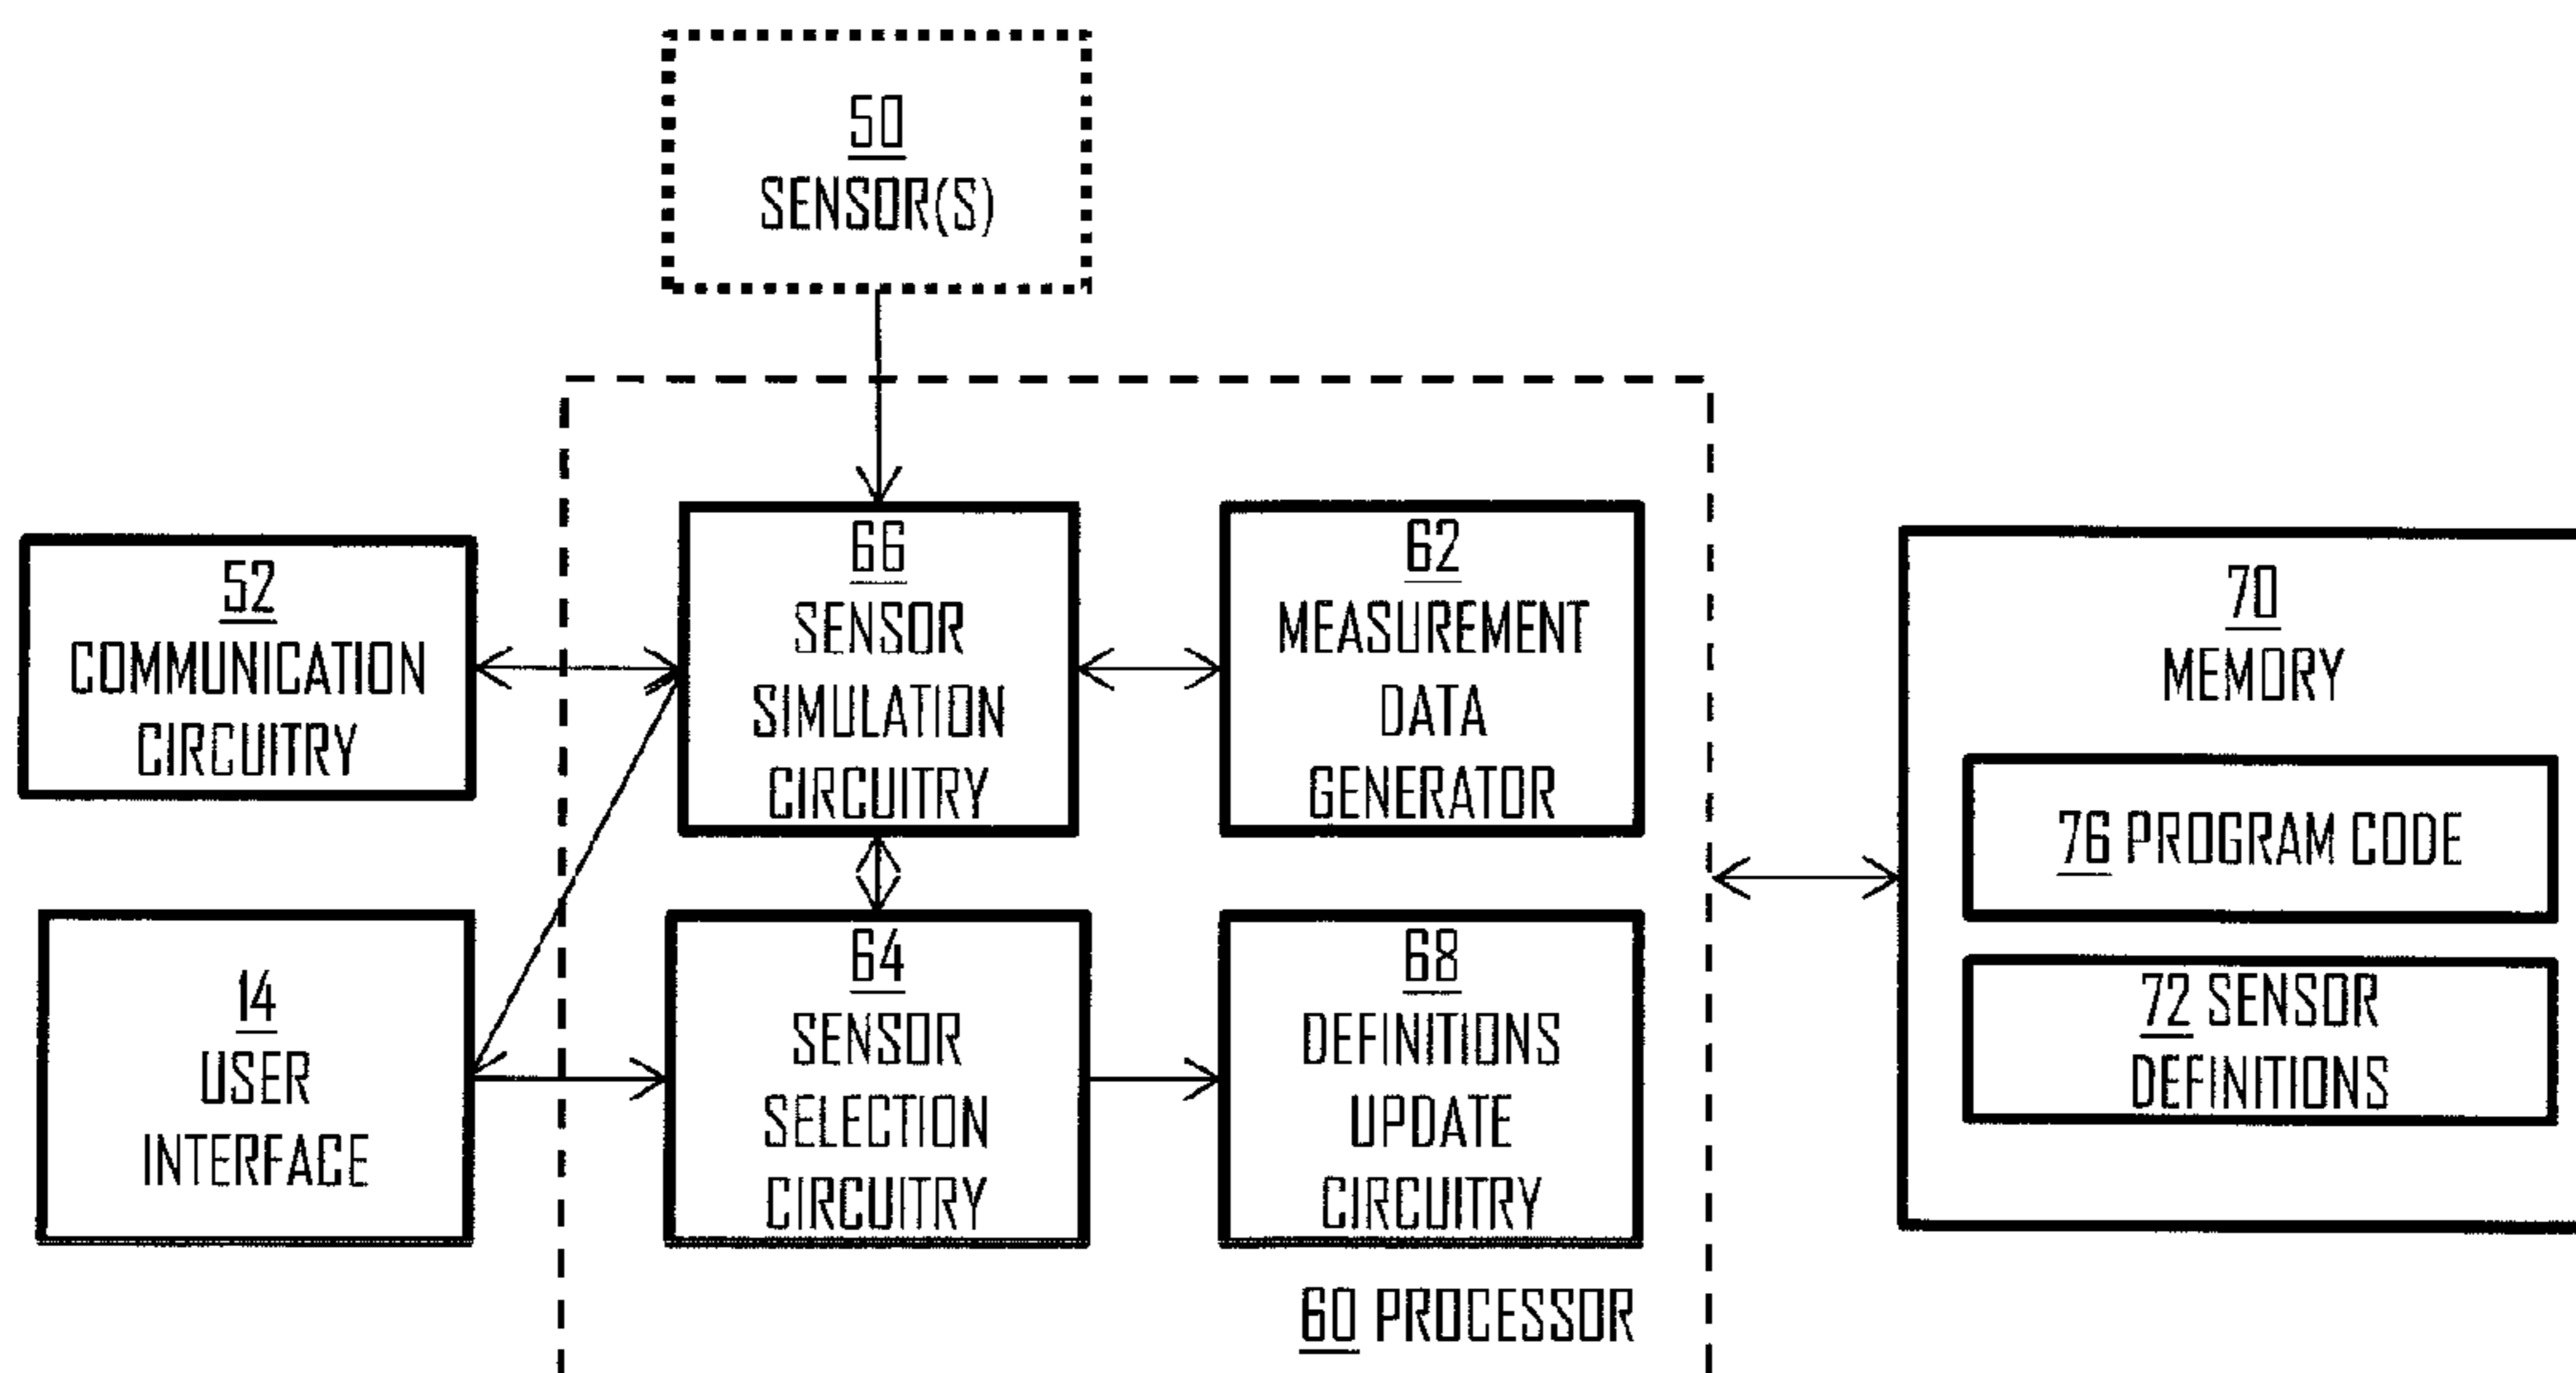 50
SENSOR(S)
52
COMMUNICATION
CIRCUITRY
66
SENSOR
SIMULATION
CIRCUITRY
62
MEASUREMENT
DATA
GENERATOR
70
MEMORY
76 PROGRAM CODE
72 SENSOR
DEFINITIONS
14
USER
INTERFACE
64
SENSOR
SELECTION
CIRCUITRY
68
DEFINITIONS
UPDATE
CIRCUITRY
60 PROCESSOR